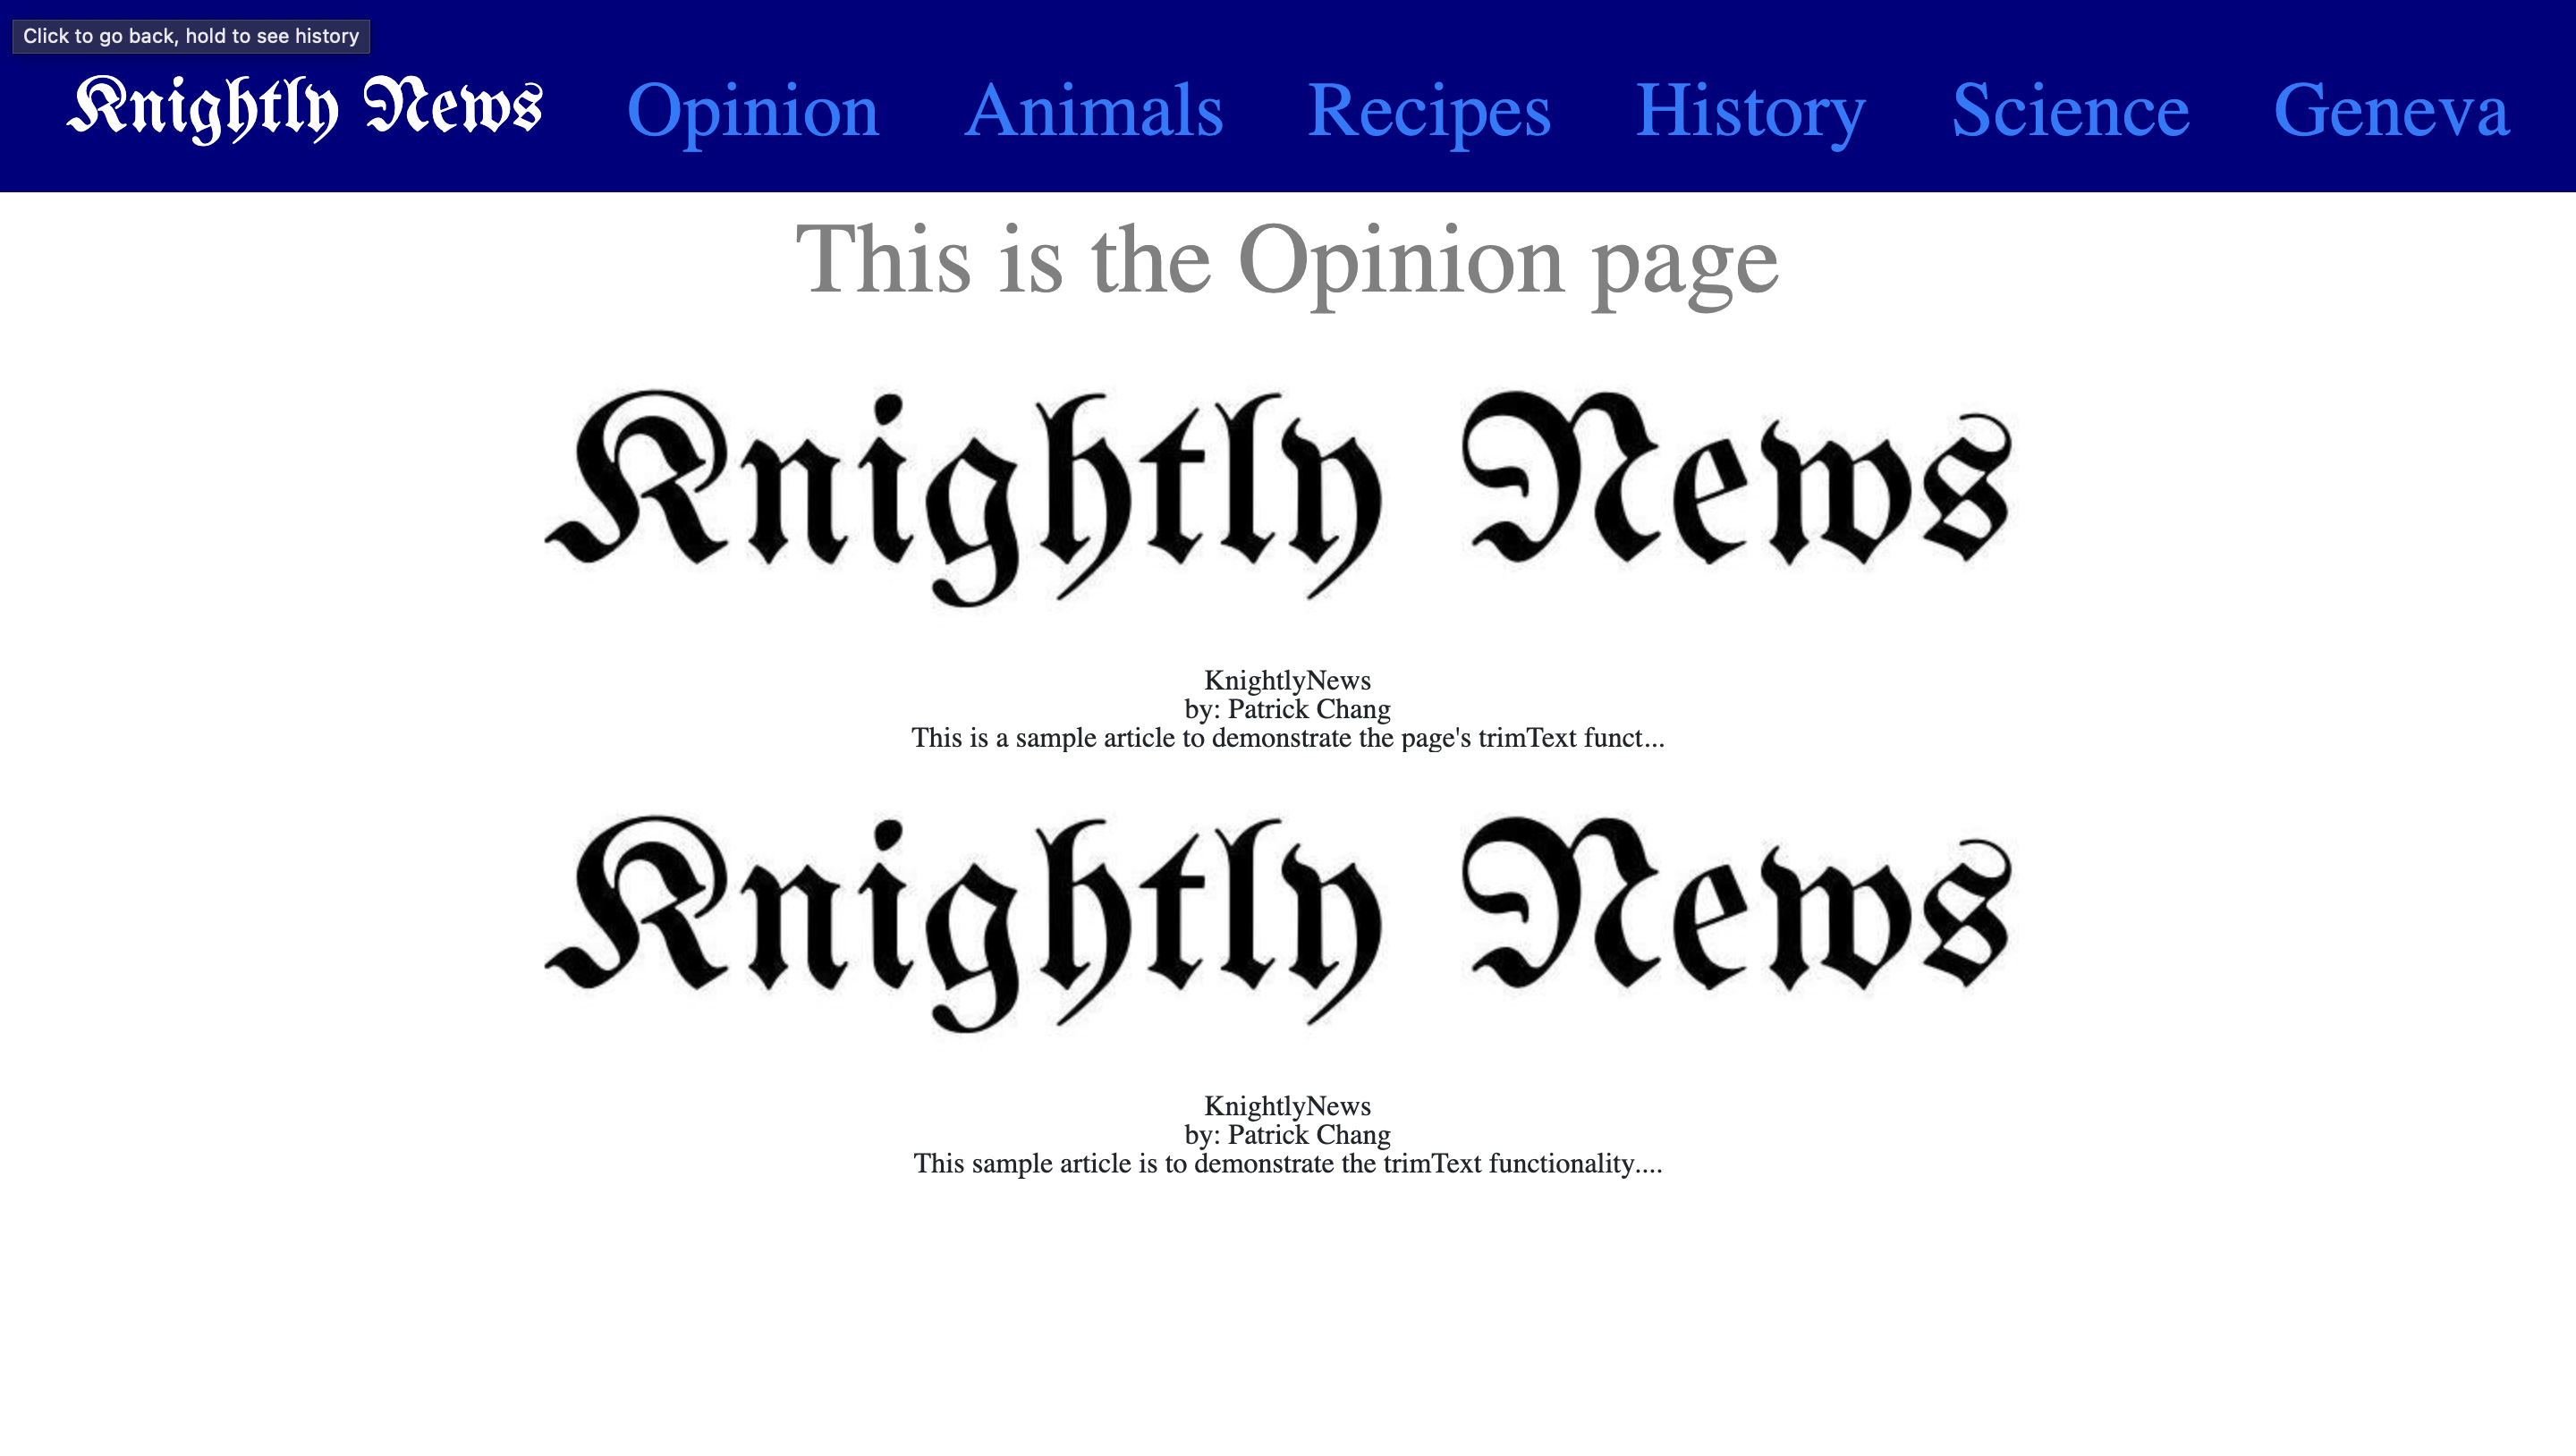 Click to go back, hold to see history
Knightly News Opinion Animals Recipes History Science Geneva
This is the Opinion page
Knightly News
KnightlyNews
by: Patrick Chang
This is a sample article to demonstrate the page's trimText funct...
Knightly News
KnightlyNews
by: Patrick Chang
This sample article is to demonstrate the trimText functionality....